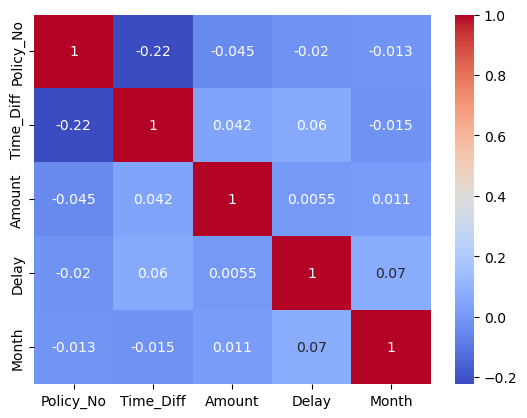 Policy_No 1 -0.22 -0.045 -0.02 -0.013
Time_Diff -0.22 1 0.042 0.06 -0.015
Amount -0.045 0.042 1 0.0055 0.011
Delay -0.02 0.06 0.0055 1 0.07
Month -0.013 -0.015 0.011 0.07 1
Policy_No Time_Diff Amount Delay Month
1.0
0.8
0.6
0.4
0.2
0.0
−0.2